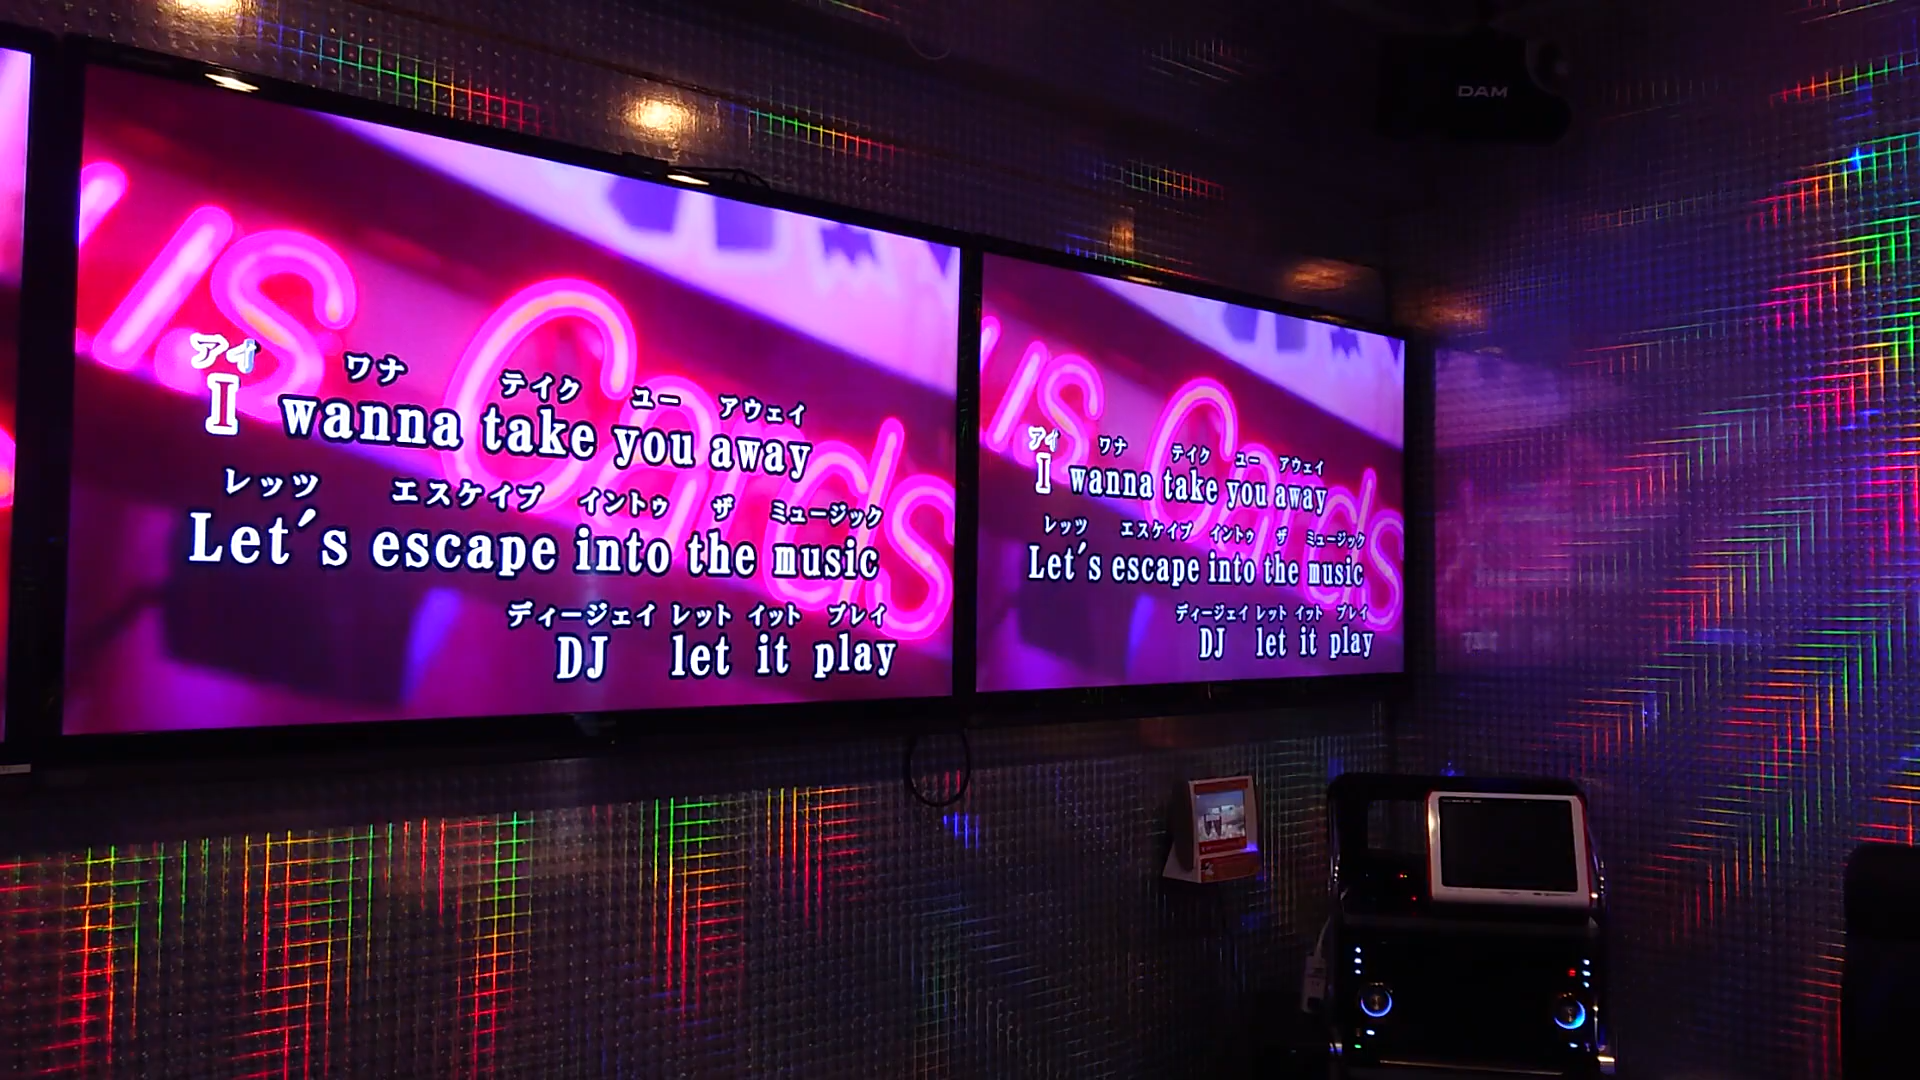 DAM
us Cards
アイ ワナ テイク ユー アウェイ
I wanna take you away
レッツ エスケイプ イントゥ ザ ミュージック
Let's escape into the music
ディージェイ レット イット プレイ
DJ let it play
us Cards
アイ ワナ テイク ユー アウェイ
I wanna take you away
レッツ エスケイプ イントゥ ザ ミュージック
Let's escape into the music
ディージェイ レット イット プレイ
DJ let it play